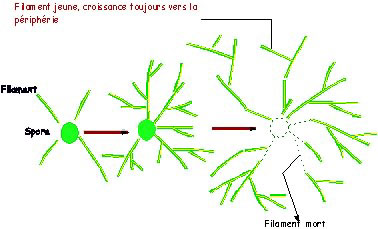 Filament jeune, croissance toujours vers la
périphérie
Filament
Spore
Filament mort